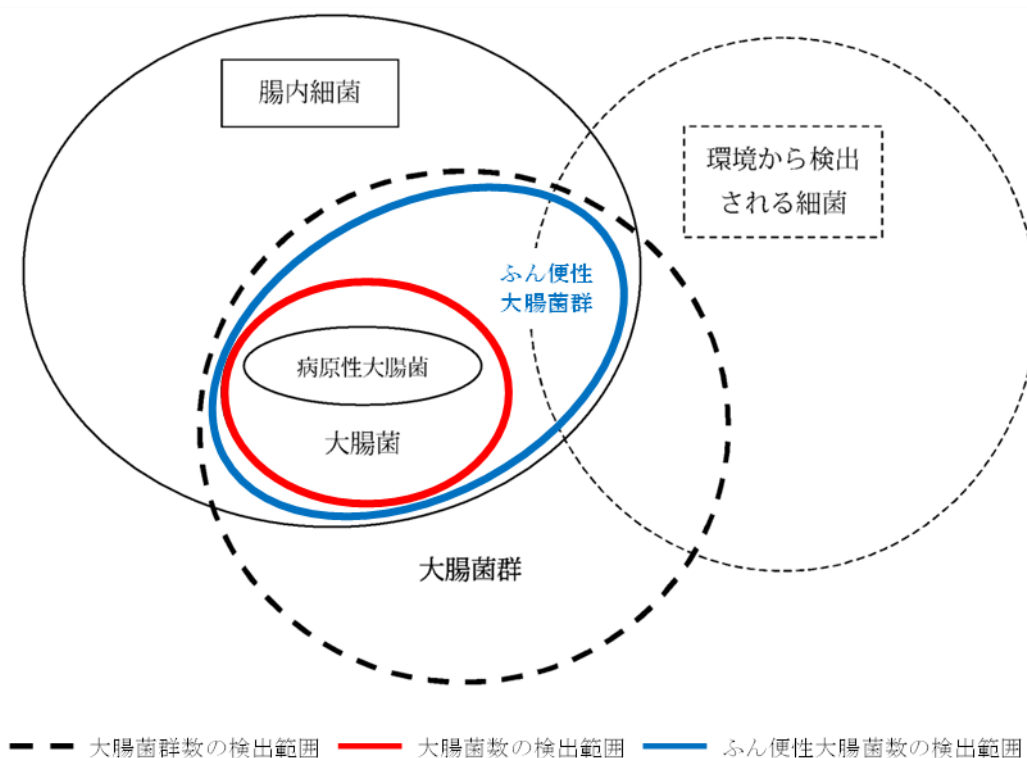 腸内細菌
環境から検出
される細菌
ふん便性
大腸菌群
病原性大腸菌
大腸菌
大腸菌群
大腸菌群数の検出範囲 大腸菌数の検出範囲 ふん便性大腸菌数の検出範囲